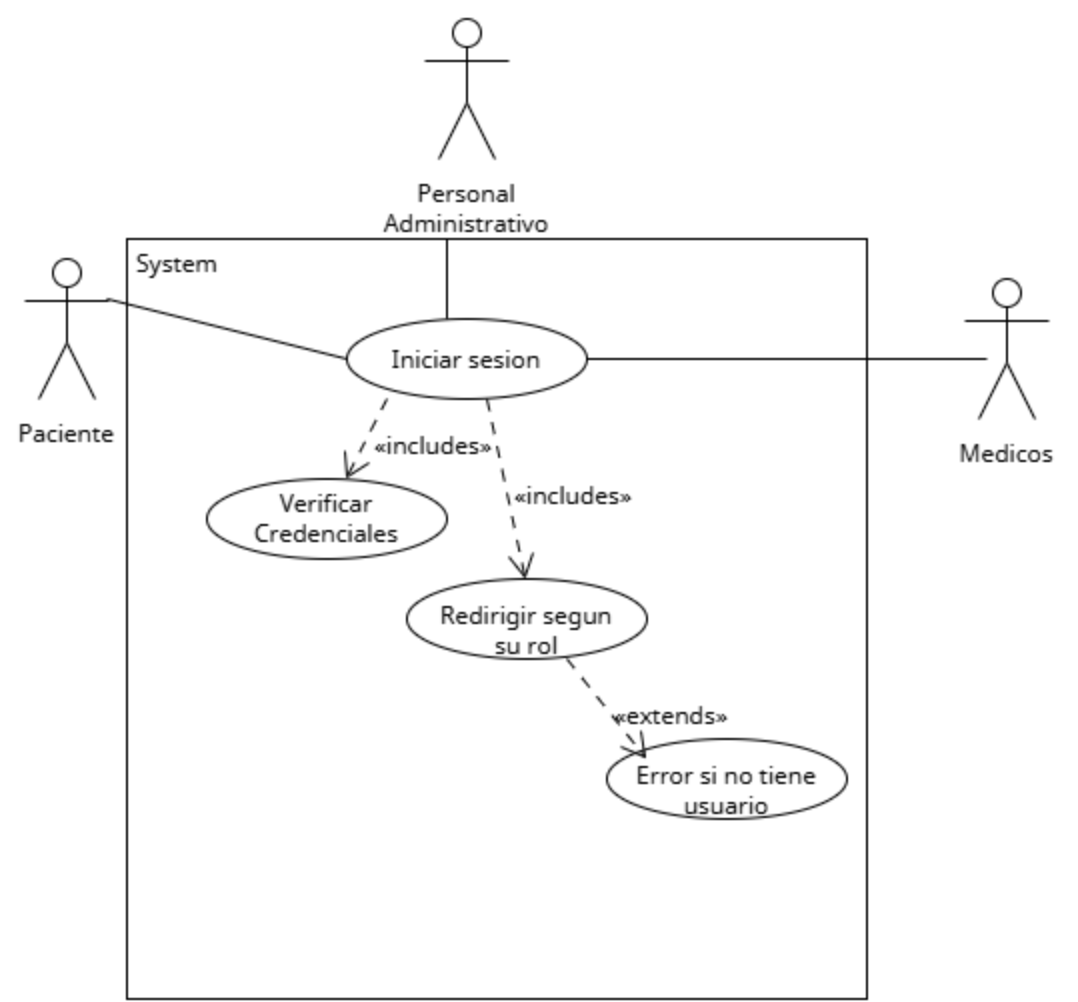 Personal
Administrativo
System
Iniciar sesion
Paciente
«includes»
Medicos
«includes»
Verificar
Credenciales
Redirigir segun
su rol
«extends»
Error si no tiene
usuario